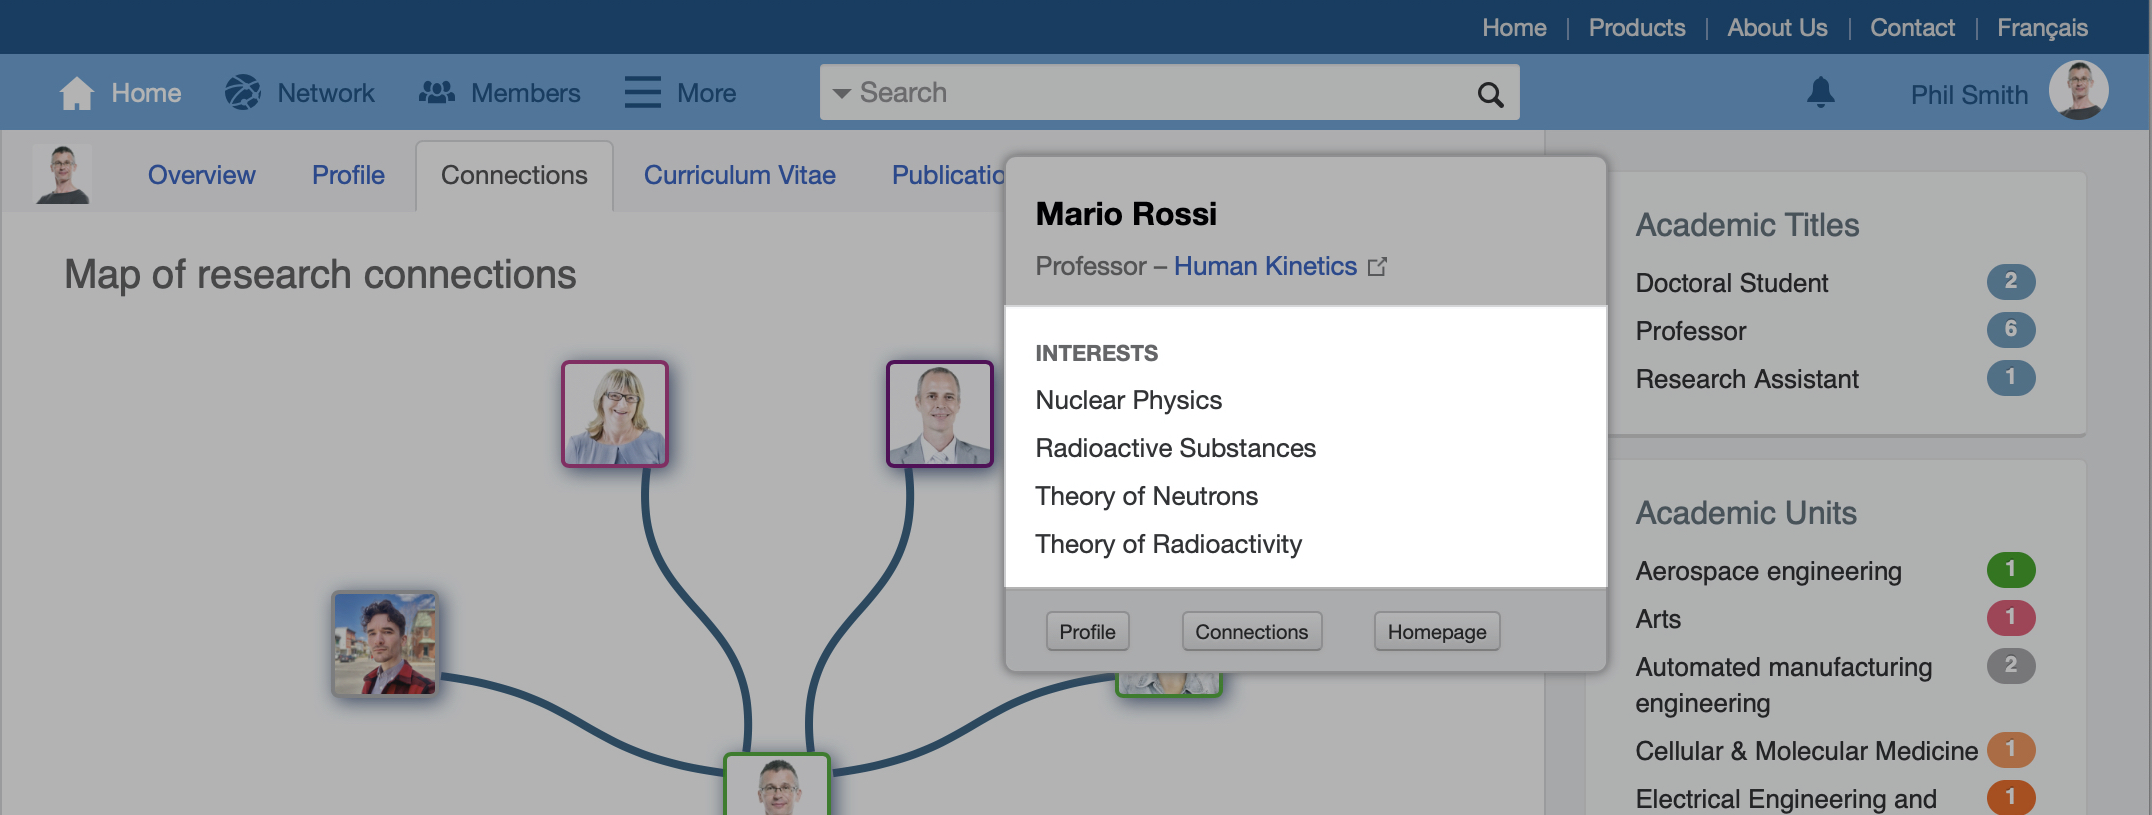 Home | Products | About Us | Contact | Français
Home Network Members More Search Phil Smith
Overview Profile Connections Curriculum Vitae Publicatio
Map of research connections
Mario Rossi
Professor – Human Kinetics
INTERESTS
Nuclear Physics
Radioactive Substances
Theory of Neutrons
Theory of Radioactivity
Profile Connections Homepage
Academic Titles
Doctoral Student 2
Professor 6
Research Assistant 1
Academic Units
Aerospace engineering 1
Arts 1
Automated manufacturing 2
engineering
Cellular & Molecular Medicine 1
Electrical Engineering and 1